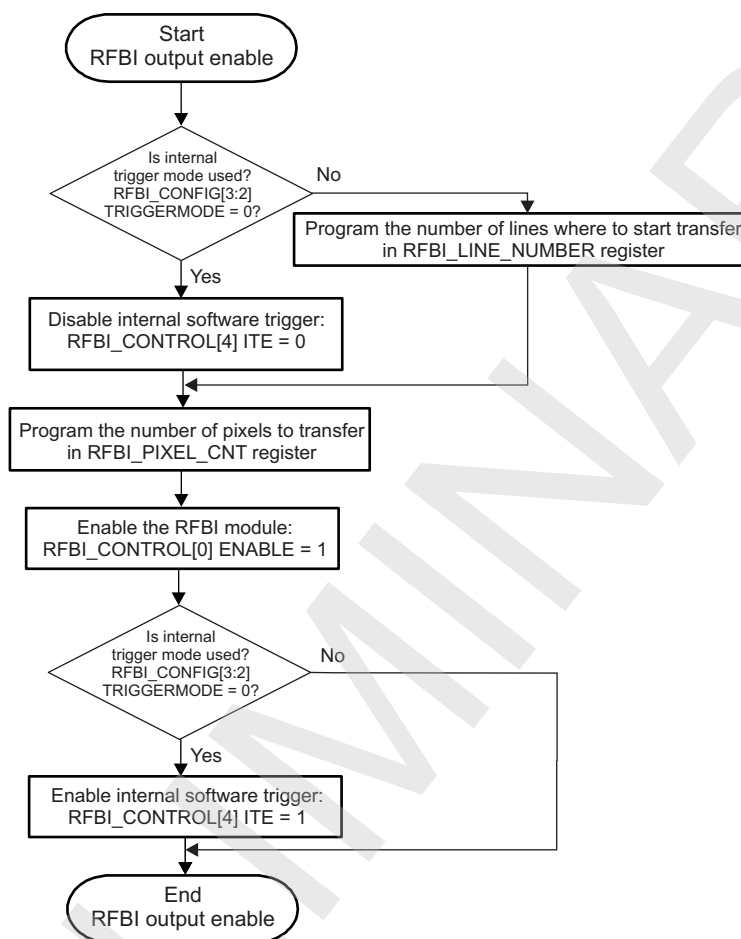 Start
RFBI output enable
Is internal
trigger mode used?
RFBI_CONFIG[3:2]
TRIGGERMODE = 0?
No
Program the number of lines where to start transfer
in RFBI_LINE_NUMBER register
Yes
Disable internal software trigger:
RFBI_CONTROL[4] ITE = 0
Program the number of pixels to transfer
in RFBI_PIXEL_CNT register
Enable the RFBI module:
RFBI_CONTROL[0] ENABLE = 1
Is internal
trigger mode used?
RFBI_CONFIG[3:2]
TRIGGERMODE = 0?
No
Yes
Enable internal software trigger:
RFBI_CONTROL[4] ITE = 1
End
RFBI output enable